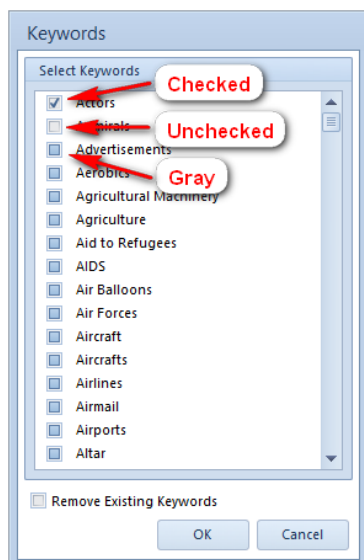 Keywords
Select Keywords
Checked
Actors
Unchecked
Admirals
Advertisements
Gray
Aerobics
Agricultural Machinery
Agriculture
Aid to Refugees
AIDS
Air Balloons
Air Forces
Aircraft
Aircrafts
Airlines
Airmail
Airports
Altar
Remove Existing Keywords
OK Cancel